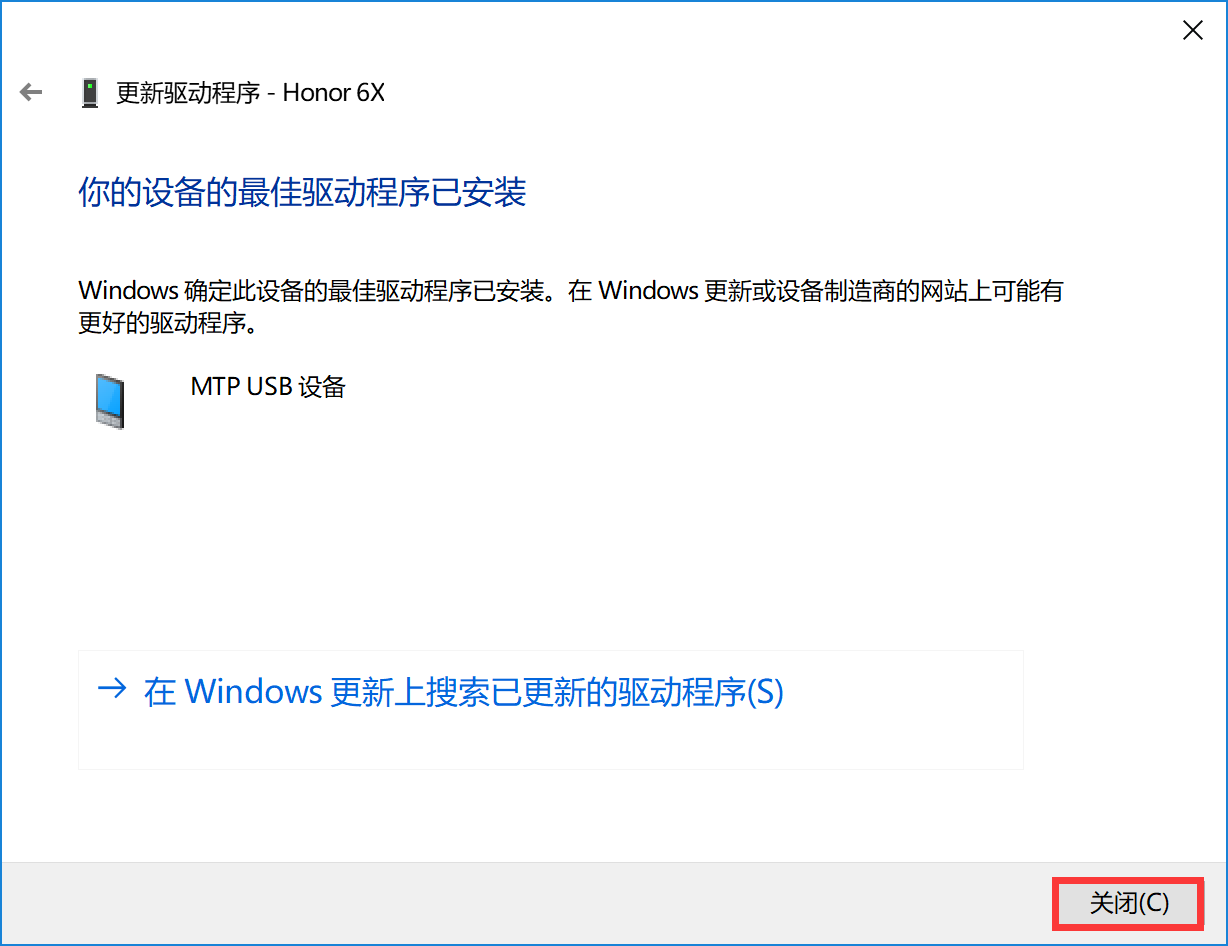 更新驱动程序 - Honor 6X
你的设备的最佳驱动程序已安装
Windows 确定此设备的最佳驱动程序已安装。在 Windows 更新或设备制造商的网站上可能有
更好的驱动程序。
MTP USB 设备
在 Windows 更新上搜索已更新的驱动程序(S)
关闭(C)